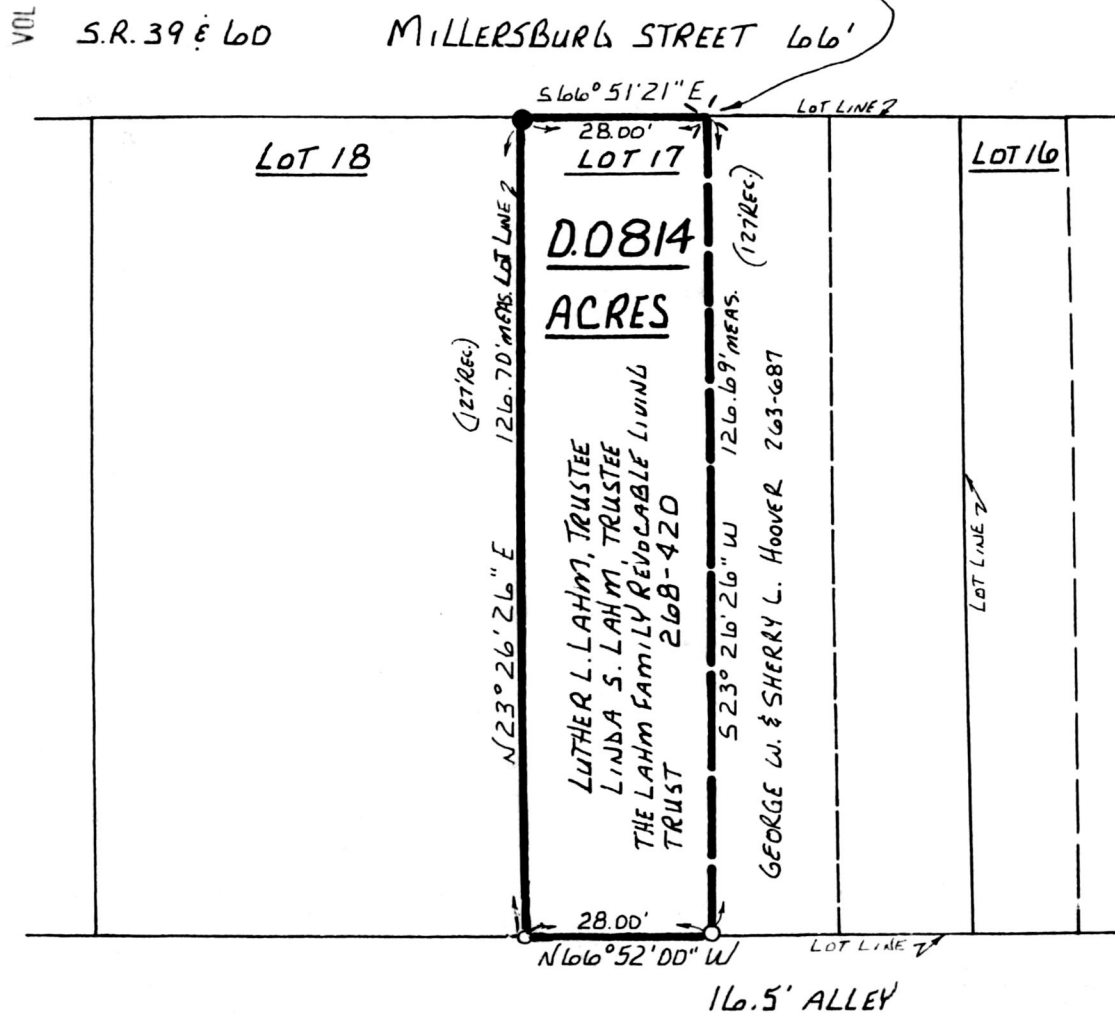 VOL
S.R. 39 & 60 MILLERSBURG STREET 66'
S66° 51'21" E
LOT LINE
28.00'
LOT 18
LOT 17
LOT 16
0.0814
ACRES
(127'REC.)
126.70' MEAS. LOT LINE
N23° 26' 26" E
LUTHER L. LAHM, TRUSTEE
LINDA S. LAHM, TRUSTEE
THE LAHM FAMILY REVOCABLE LIVING
TRUST 268-420
(127'REC.)
S23° 26' 26" W 126.69' MEAS.
GEORGE W. & SHERRY L. HOOVER 263-687
LOT LINE
28.00'
N66° 52' 00" W
LOT LINE
16.5' ALLEY